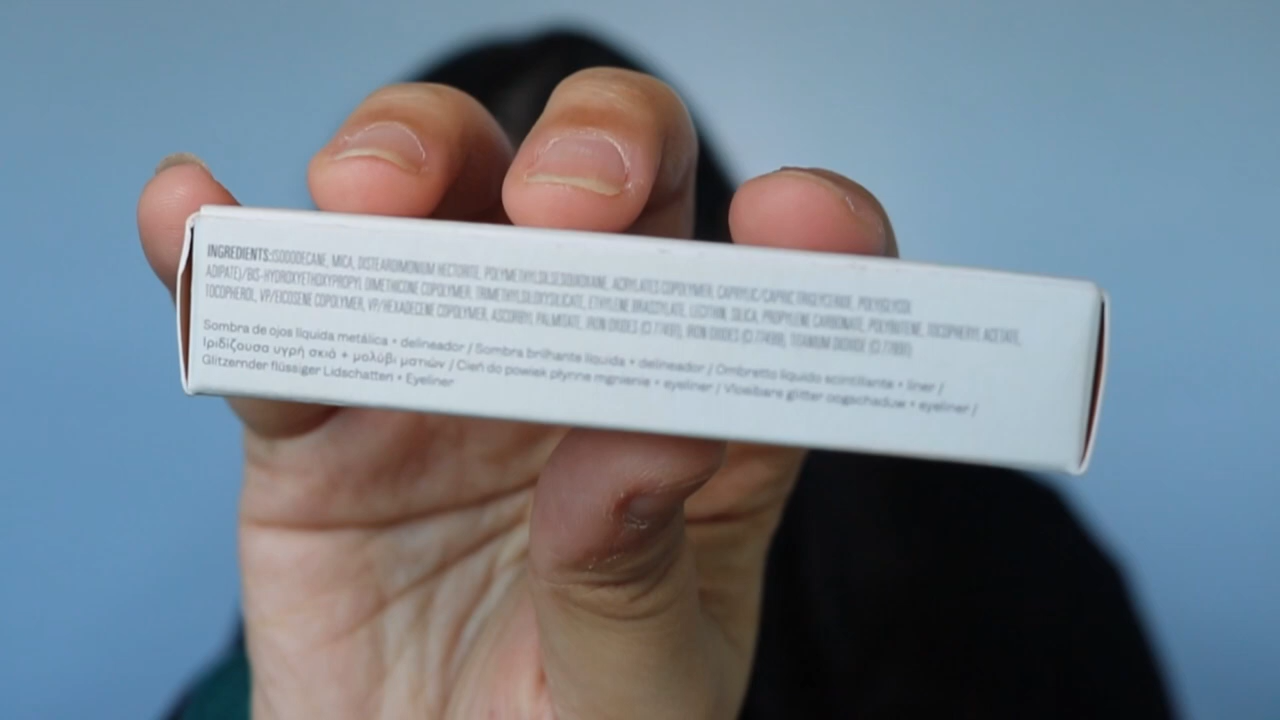 INGREDIENTS: ISODODECANE, MICA, DISTEARDIMONIUM HECTORITE, POLYMETHYLSILSESQUIOXANE, ACRYLATES COPOLYMER, CAPRYLIC/CAPRIC TRIGLYCERIDE, POLYGLYCERYL
ADIPATE)/BIS-HYDROXYETHOXYPROPYL DIMETHICONE COPOLYMER, TRIMETHYLSILOXYSILICATE, ETHYLENE BRASSYLATE, LECITHIN, SILICA, PROPYLENE CARBONATE, POLYBUTENE, TOCOPHERYL ACETATE,
TOCOPHEROL, VP/EICOSENE COPOLYMER, VP/HEXADECENE COPOLYMER, ASCORBYL PALMITATE, IRON OXIDES (CI 77491), IRON OXIDES (CI 77499), TITANIUM DIOXIDE (CI 77891)
Sombra de ojos líquida metálica + delineador / Sombra brilhante líquida + delineador / Ombretto liquido scintillante + liner /
Ιριδίζουσα υγρή σκιά + μολύβι ματιών / Cień do powiek płynne mgnienie + eyeliner / Vloeibare glitter oogschaduw + eyeliner /
Glitzernder flüssiger Lidschatten + Eyeliner